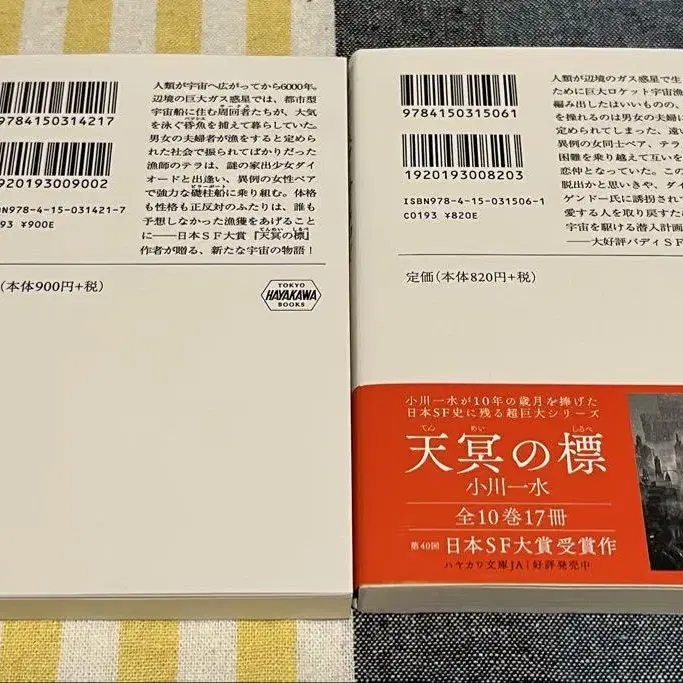 9784150314217
1920193009002
ISBN978-4-15-031421-7
C0193 ¥900E
(本体900円+税)
人類が宇宙へ広がってから6000年。
辺境の巨大ガス惑星では、都市型
宇宙船に住む周回者たちが、大気
を泳ぐ昏魚を捕えて暮らしていた。
男女の夫婦者が漁をすると定めら
れた社会で振られてばかりだった
漁師のテラは、謎の家出少女ダイ
オードと出逢い、異例の女性ペア
で強力な礎柱船に乗り組む。体格
も性格も正反対のふたりは、誰も
予想しなかった漁獲をあげること
に――日本SF大賞『天冥の標』
作者が贈る、新たな宇宙の物語!
TOKYO
HAYAKAWA
BOOKS
9784150315061
1920193008203
ISBN978-4-15-031506-1
C0193 ¥820E
定価(本体820円+税)
人類が辺境のガス惑星で生
ために巨大ロケット宇宙漁
編み出したはいいものの、
を操れるのは男女の夫婦に
定められてしまった、遠い
異例の女同士ペア、テラ
困難を乗り越えて互いを
恋仲となっていた。この
脱出かと思いきや、ダイ
ゲンドー氏に誘拐されて
愛する人を取り戻すため
宇宙を駆ける潜入計画
――大好評バディSF
小川一水が10年の歳月を捧げた
日本SF史に残る超巨大シリーズ
天冥の標
小川一水
全10巻17冊
第40回 日本SF大賞受賞作
ハヤカワ文庫JA|好評発売中